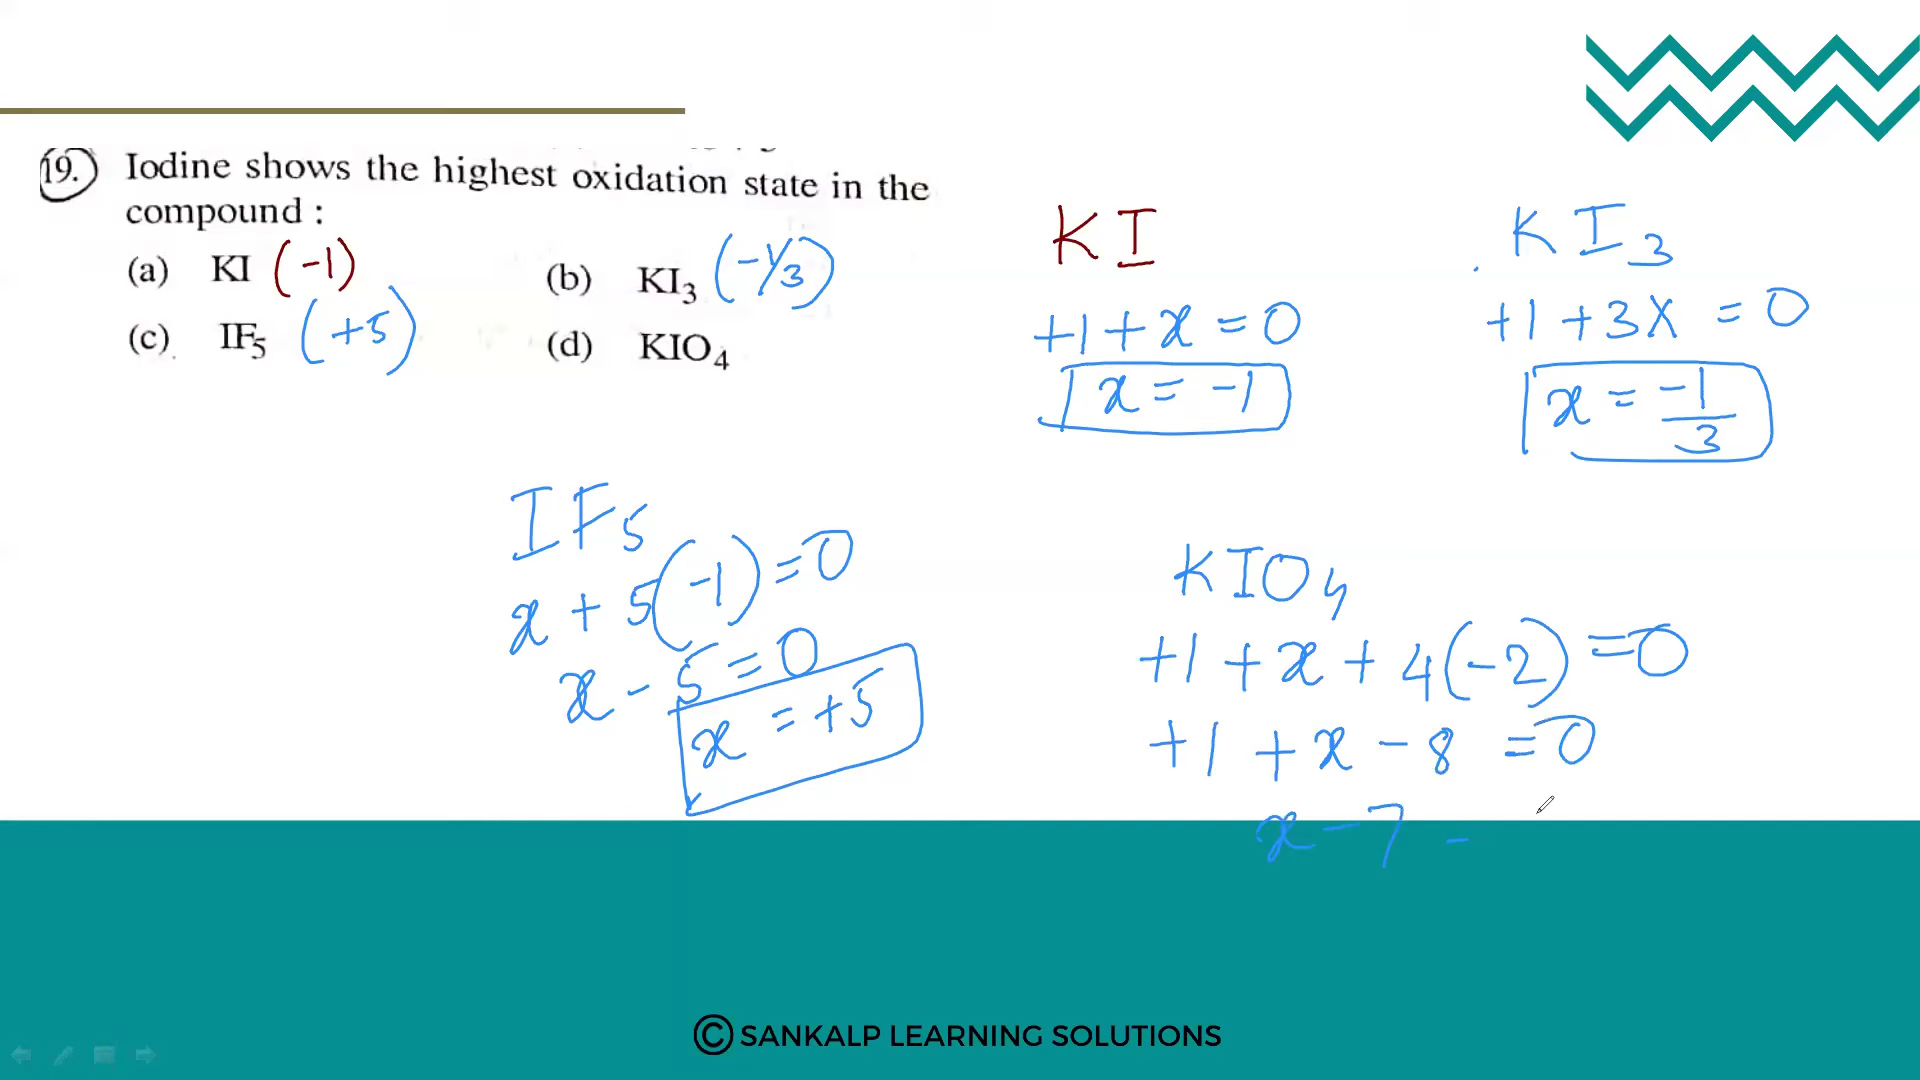 19. Iodine shows the highest oxidation state in the
compound :
(a) KI (-1)
(b) KI₃ (-1/3)
(c) IF₅ (+5)
(d) KIO₄
KI
+1 + x = 0
x = -1
KI₃
+1 + 3x = 0
x = -1/3
IF₅
x + 5(-1) = 0
x - 5 = 0
x = +5
KIO₄
+1 + x + 4(-2) = 0
+1 + x - 8 = 0
x - 7 -
© SANKALP LEARNING SOLUTIONS